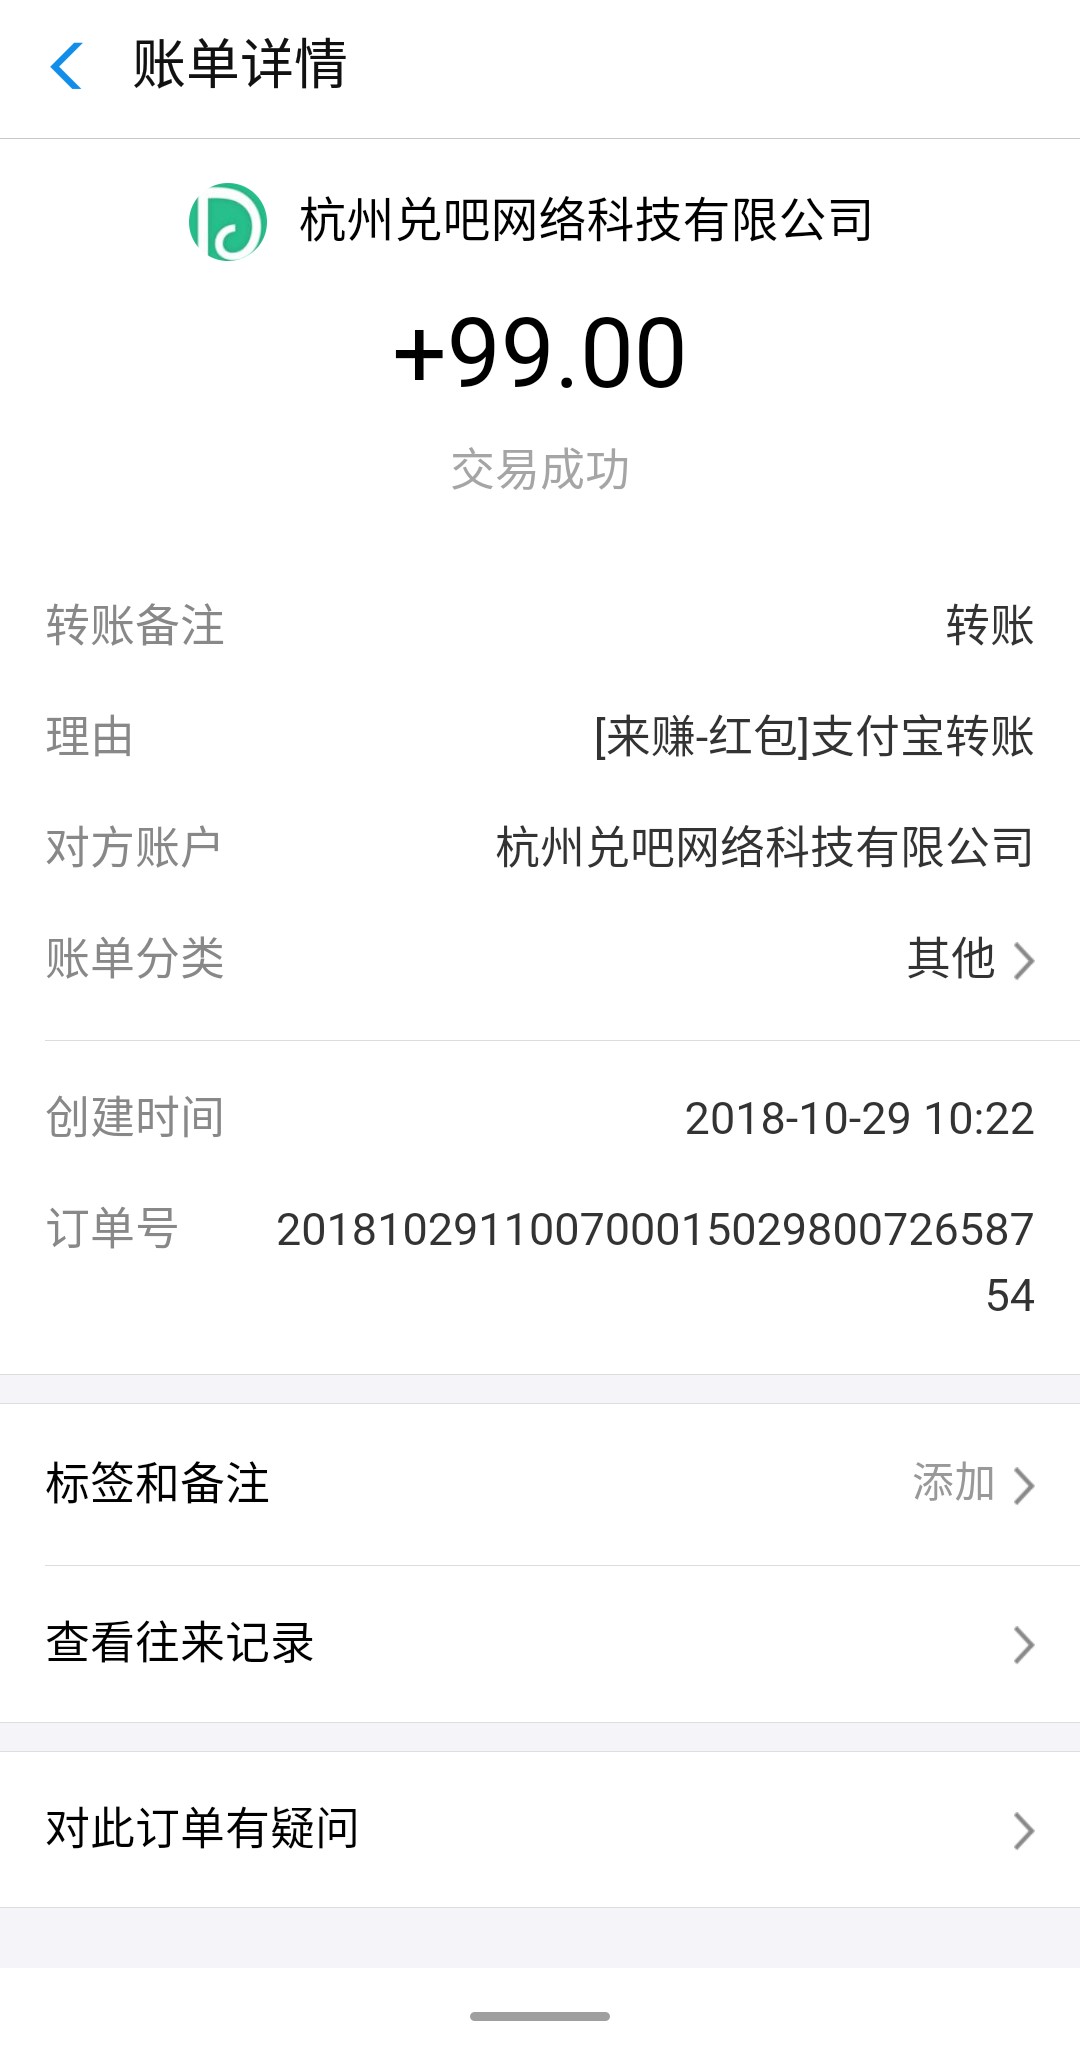 账单详情
杭州兑吧网络科技有限公司
+99.00
交易成功
转账备注 转账
理由 [来赚-红包]支付宝转账
对方账户 杭州兑吧网络科技有限公司
账单分类 其他
创建时间 2018-10-29 10:22
订单号 201810291100700015029800726587
54
标签和备注 添加
查看往来记录
对此订单有疑问